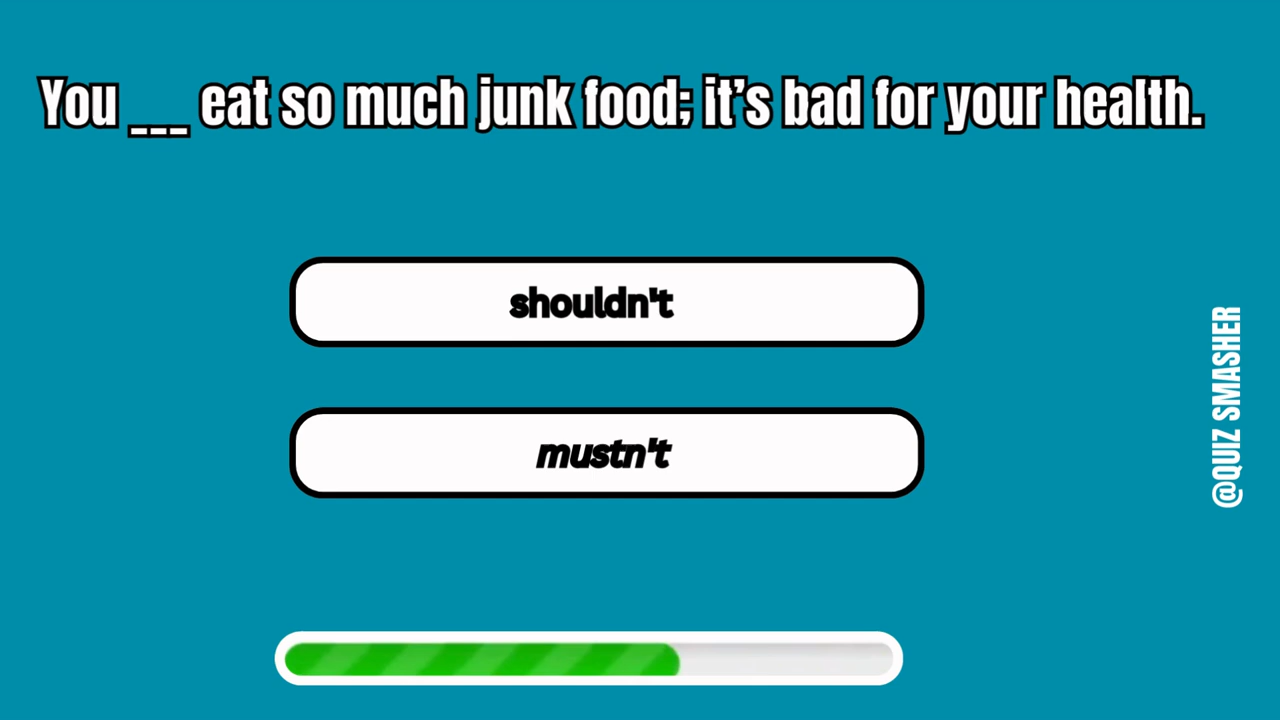 You ___ eat so much junk food; it’s bad for your health.
shouldn't
mustn't
@QUIZ SMASHER